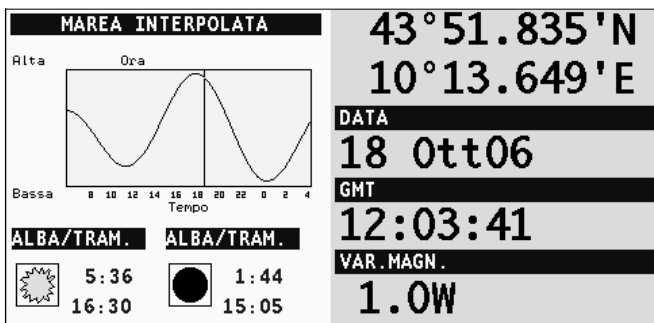 MAREA INTERPOLATA
Alta Ora
Bassa
8 10 12 14 16 18 20 22 0 2 4
Tempo
ALBA/TRAM. ALBA/TRAM.
5:36 1:44
16:30 15:05
43°51.835'N
10°13.649'E
DATA
18 Ott06
GMT
12:03:41
VAR.MAGN.
1.0W